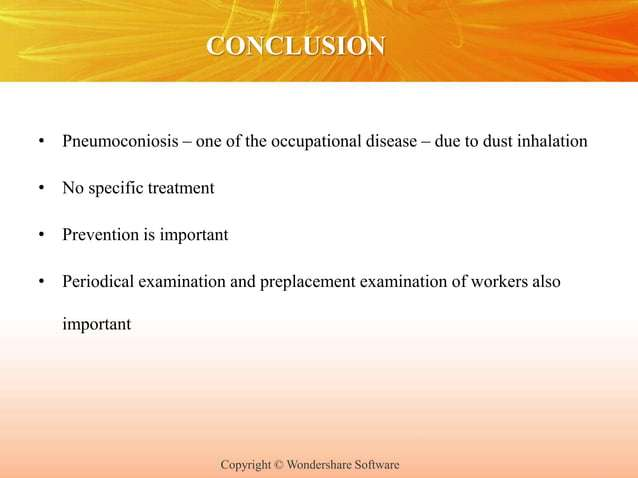 CONCLUSION
• Pneumoconiosis – one of the occupational disease – due to dust inhalation
• No specific treatment
• Prevention is important
• Periodical examination and preplacement examination of workers also
important
Copyright © Wondershare Software